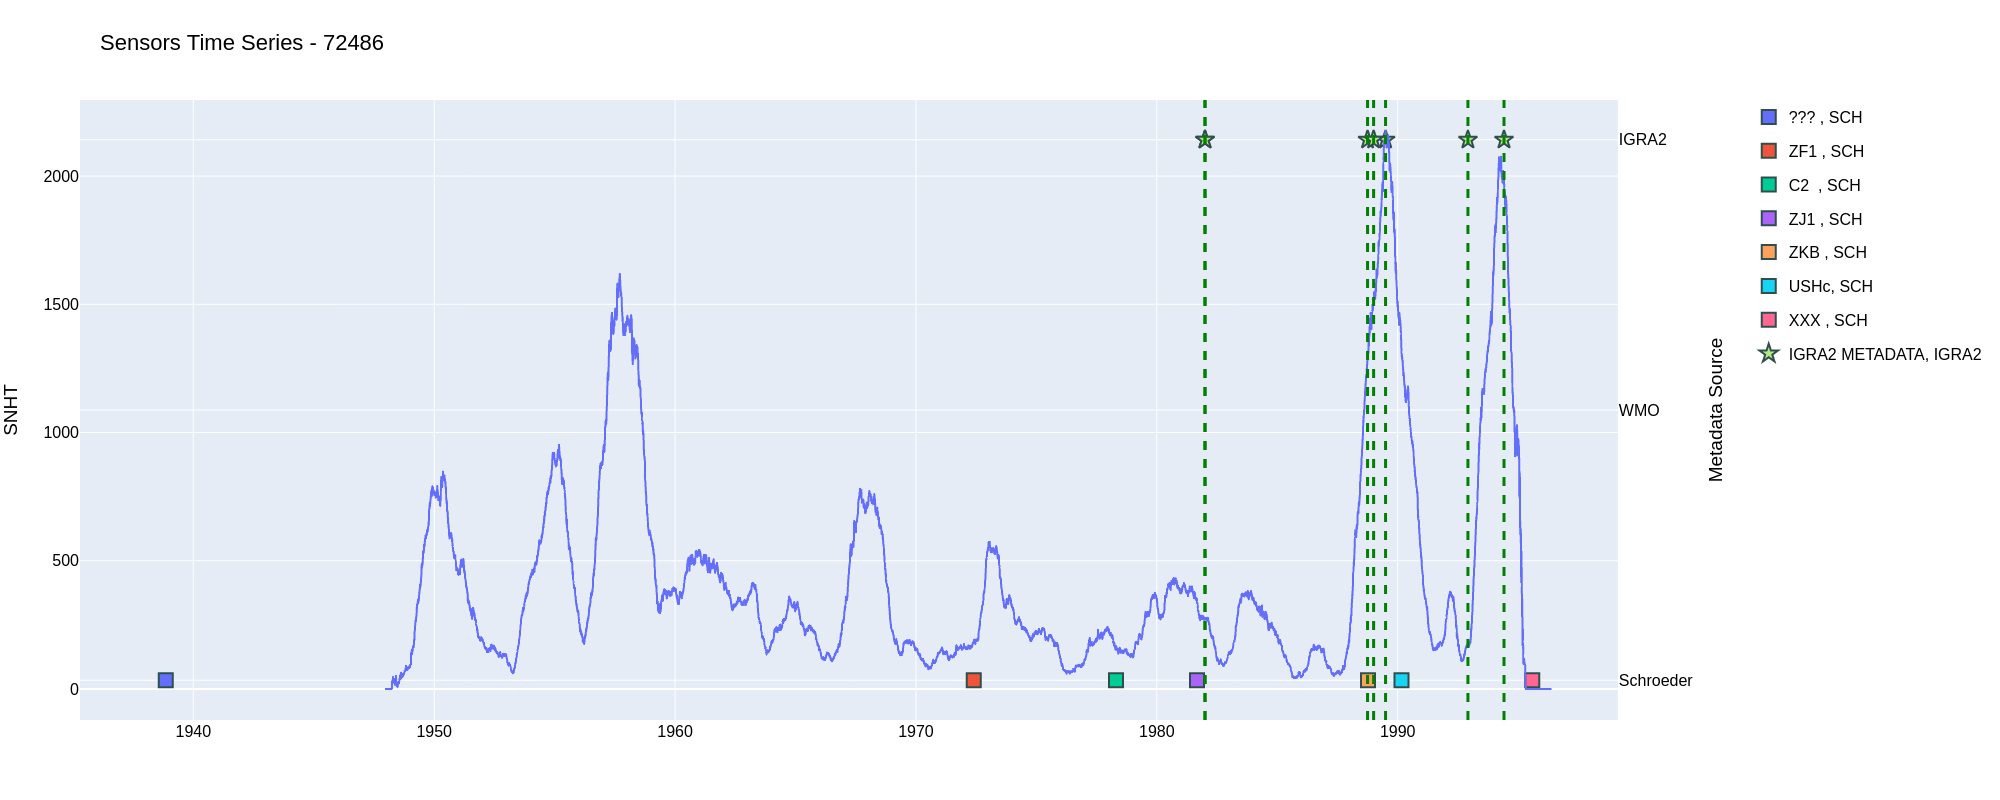 Sensors Time Series - 72486
SNHT
2000
1500
1000
500
0
1940
1950
1960
1970
1980
1990
IGRA2
WMO
Schroeder
Metadata Source
??? , SCH
ZF1 , SCH
C2  , SCH
ZJ1 , SCH
ZKB , SCH
USHc, SCH
XXX , SCH
IGRA2 METADATA, IGRA2